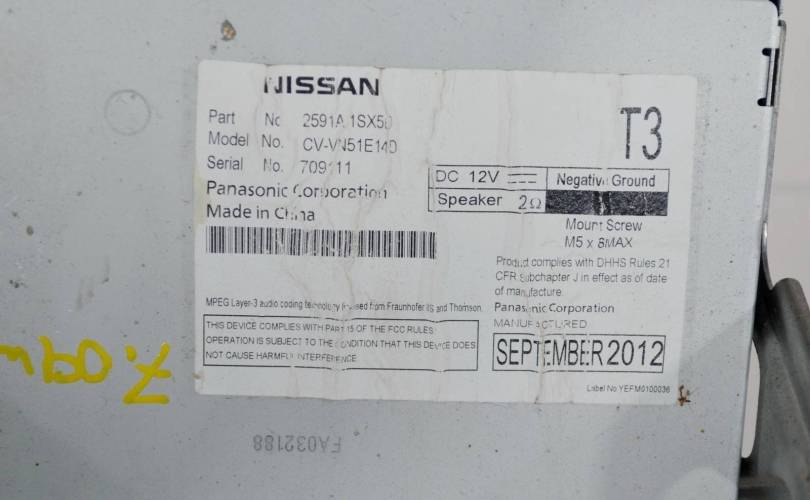 NISSAN
Part No. 2591A 1SX5
Model No. CV-VN51E14D
Serial No. 709111
Panasonic Corporation
Made in China
T3
DC 12V Negative Ground
Speaker 2Ω
Mount Screw
M5 x 8MAX
Product complies with DHHS Rules 21
CFR Subchapter J in effect as of date
of manufacture.
Panasonic Corporation
MANUFACTURED
SEPTEMBER 2012
MPEG Layer-3 audio coding technology licensed from Fraunhofer IIS and Thomson.
THIS DEVICE COMPLIES WITH PART 15 OF THE FCC RULES
OPERATION IS SUBJECT TO THE CONDITION THAT THIS DEVICE DOES
NOT CAUSE HARMFUL INTERFERENCE.
Label No YEFM0100036
FA032188